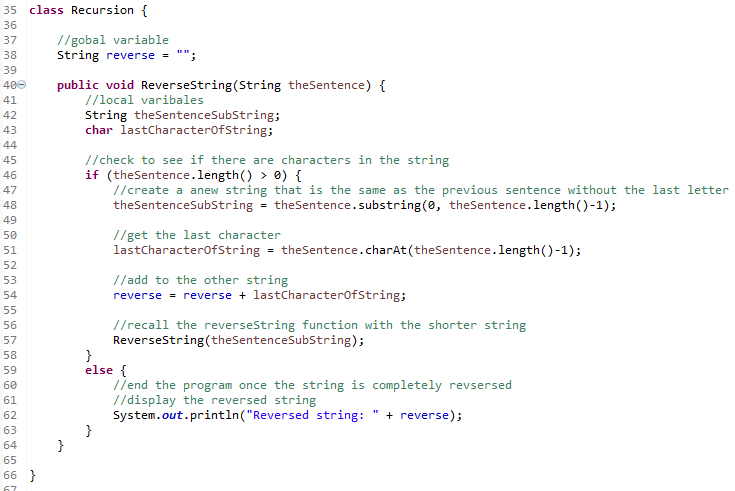 35 class Recursion {
36
37     //gobal variable
38     String reverse = "";
39
40     public void ReverseString(String theSentence) {
41         //local varibales
42         String theSentenceSubString;
43         char lastCharacterOfString;
44
45         //check to see if there are characters in the string
46         if (theSentence.length() > 0) {
47             //create a anew string that is the same as the previous sentence without the last letter
48             theSentenceSubString = theSentence.substring(0, theSentence.length()-1);
49
50             //get the last character
51             lastCharacterOfString = theSentence.charAt(theSentence.length()-1);
52
53             //add to the other string
54             reverse = reverse + lastCharacterOfString;
55
56             //recall the reverseString function with the shorter string
57             ReverseString(theSentenceSubString);
58         }
59         else {
60             //end the program once the string is completely revsersed
61             //display the reversed string
62             System.out.println("Reversed string: " + reverse);
63         }
64     }
65
66 }
67